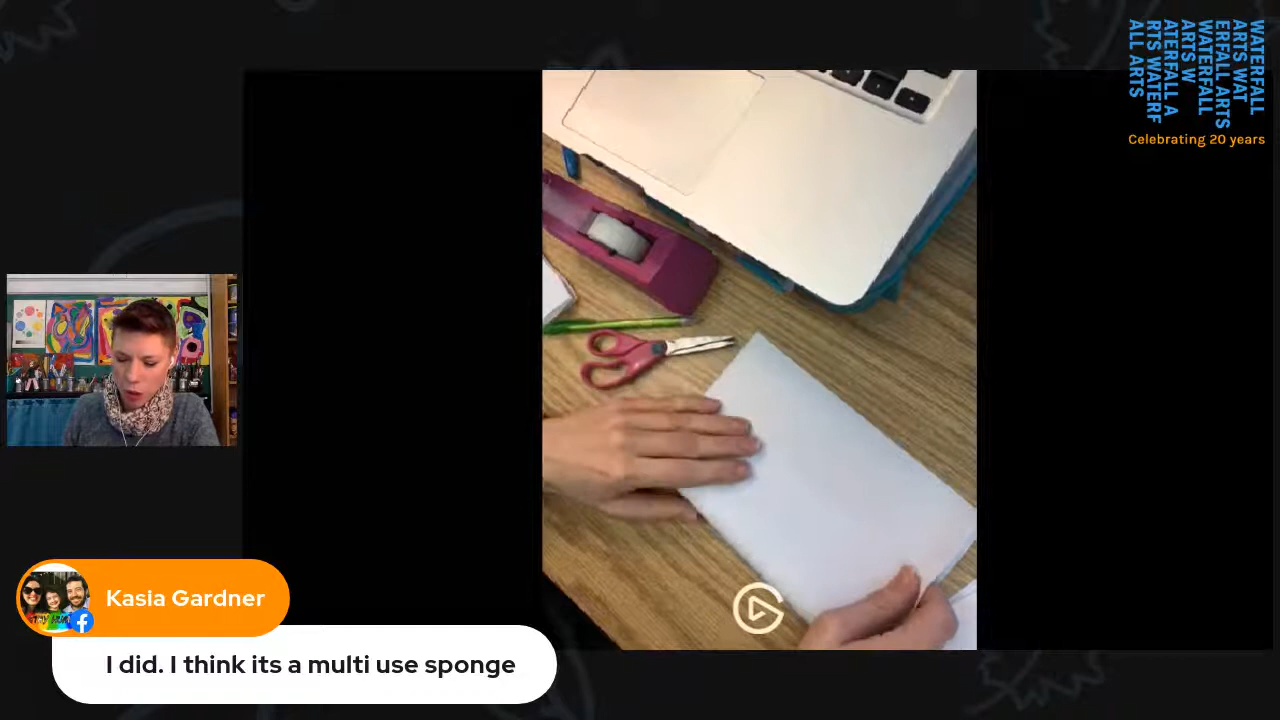 WATERFALL
ARTS WAT
ERFALL ARTS
WATERFALL
ARTS W
ATERFALL A
RTS WATERF
ALL ARTS
Celebrating 20 years
Kasia Gardner
I did. I think its a multi use sponge